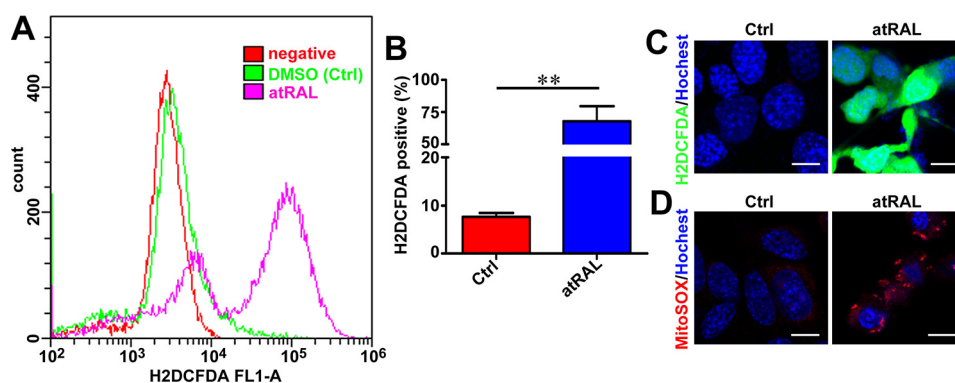 A
negative
DMSO (Ctrl)
atRAL
count
400
200
0
10² 10³ 10⁴ 10⁵ 10⁶
H2DCFDA FL1-A
B
**
H2DCFDA positive (%)
100
75
50
20
10
0
Ctrl
atRAL
C
Ctrl
atRAL
H2DCFDA/Hochest
D
Ctrl
atRAL
MitoSOX/Hochest